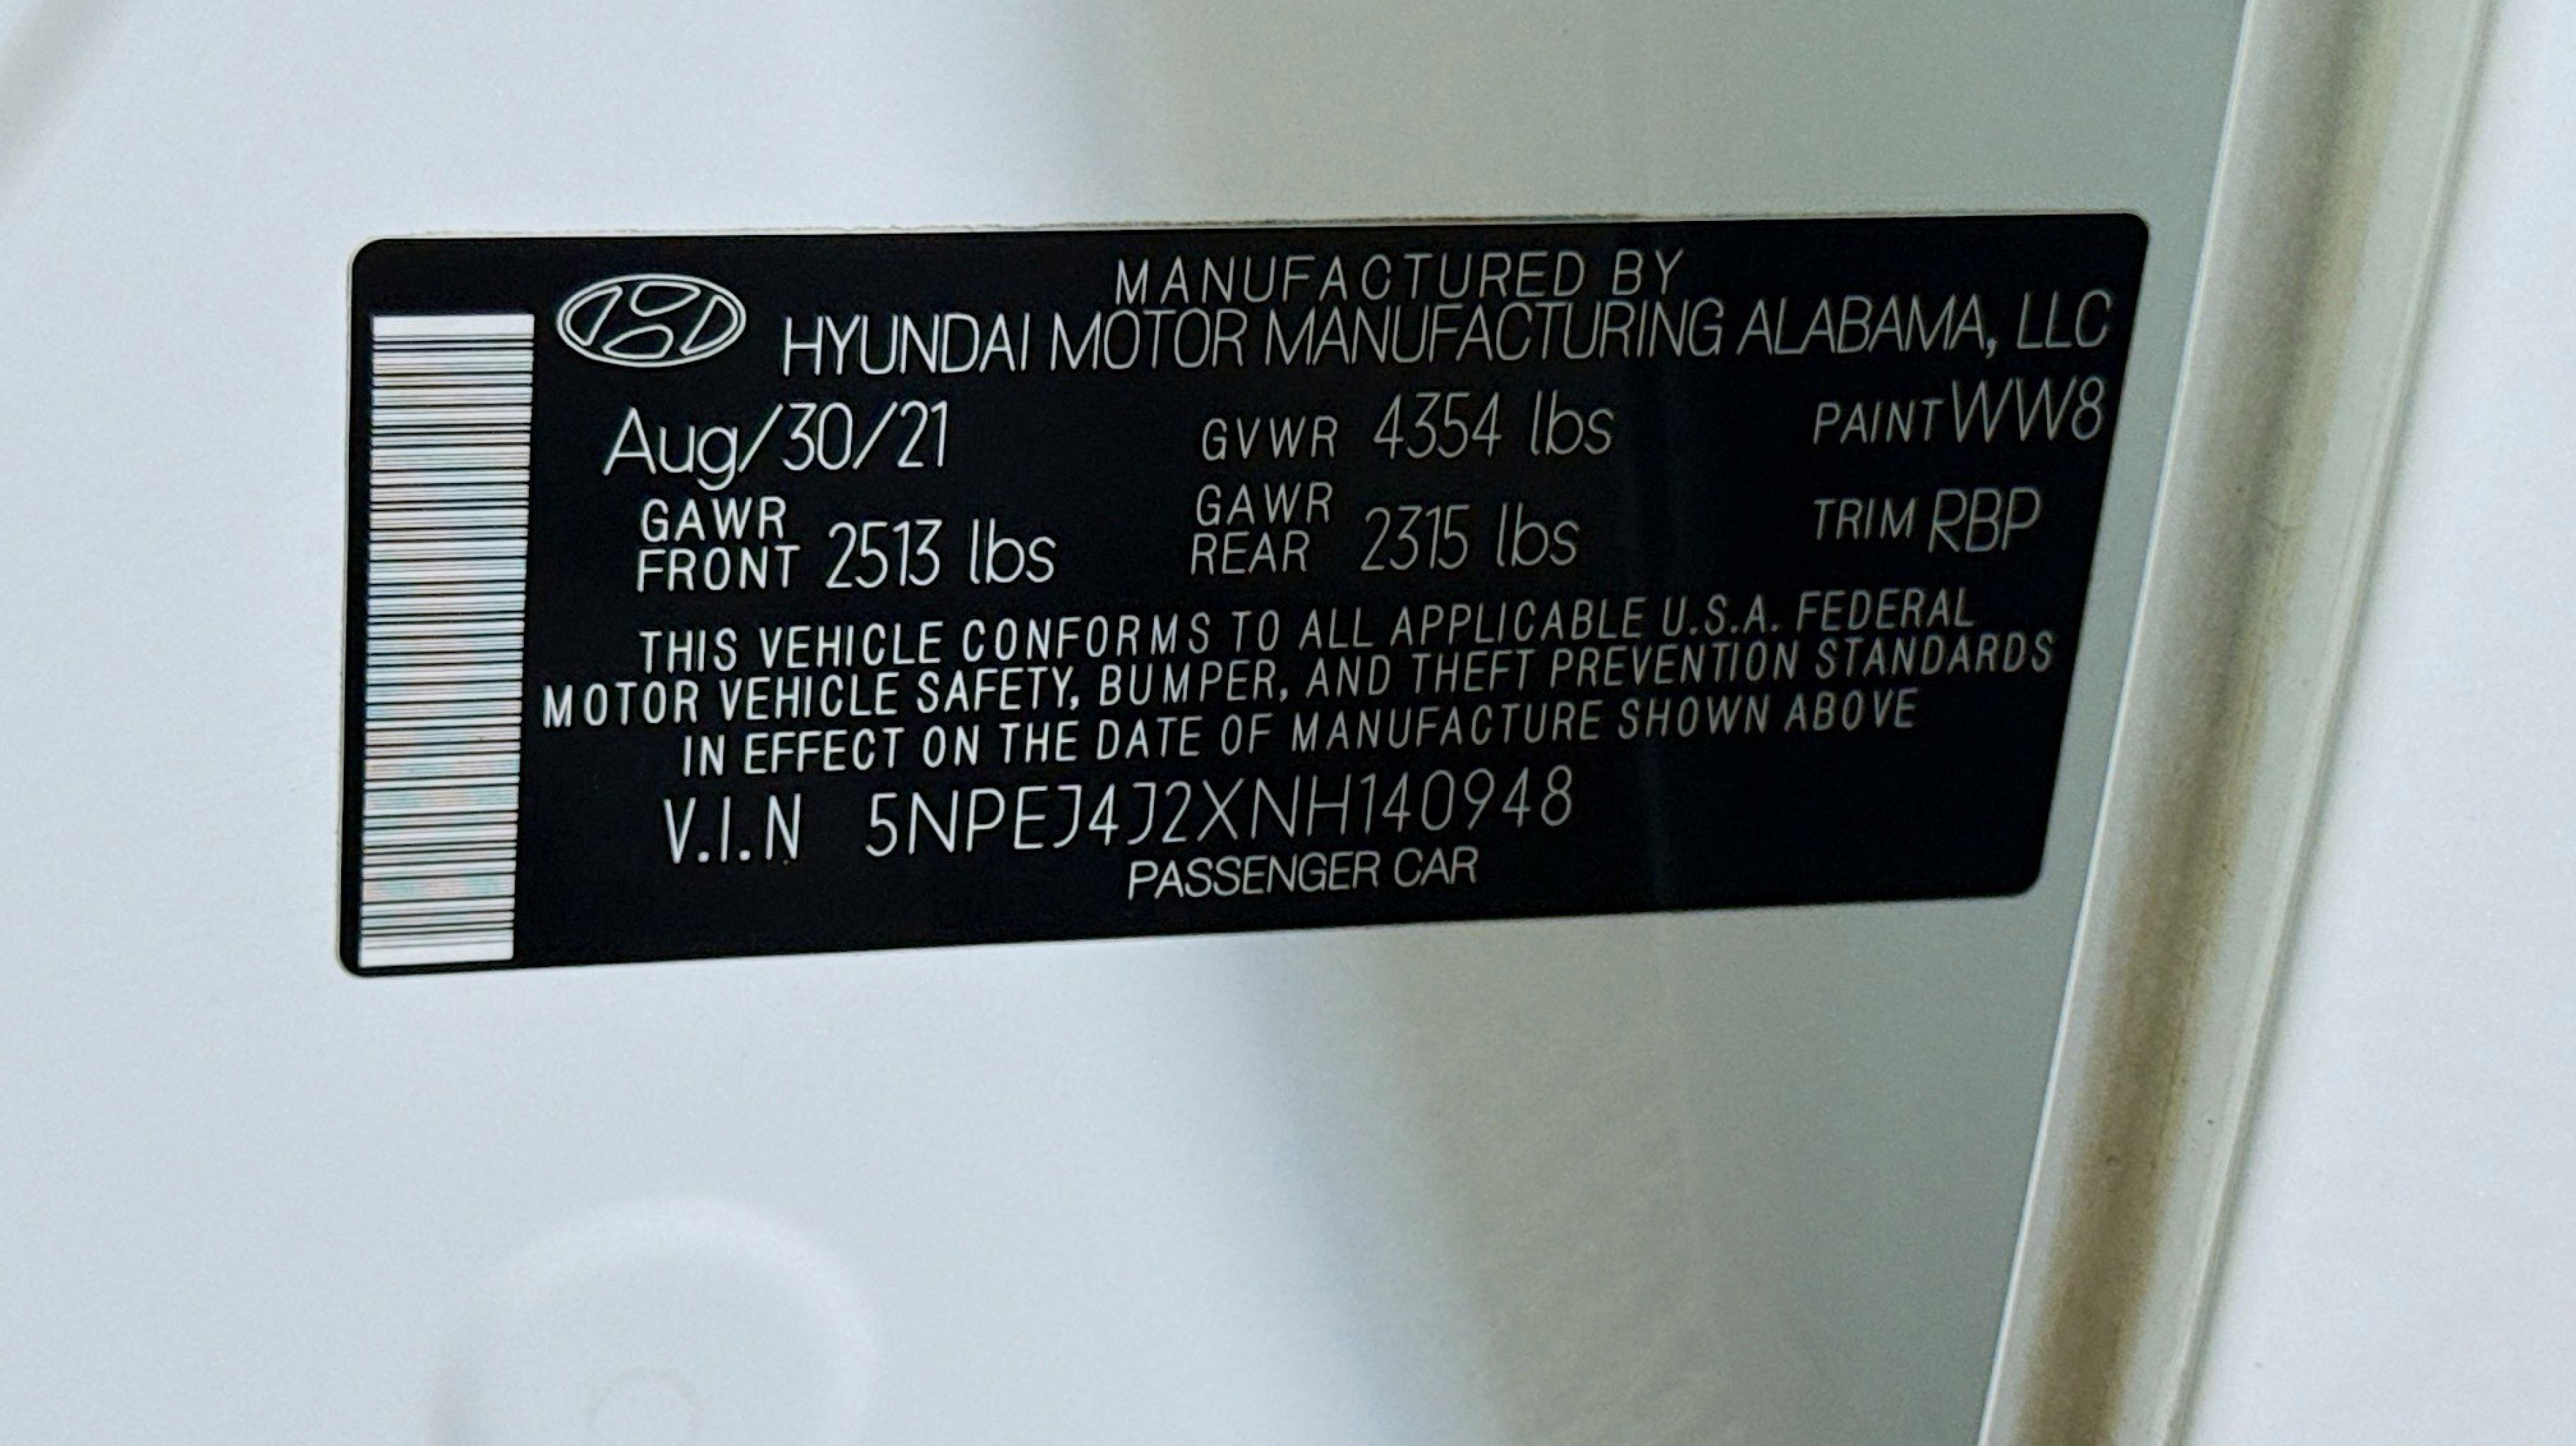 MANUFACTURED BY
HYUNDAI MOTOR MANUFACTURING ALABAMA, LLC
Aug/30/21 GVWR 4354 lbs PAINT WW8
GAWR FRONT 2513 lbs GAWR REAR 2315 lbs TRIM RBP
THIS VEHICLE CONFORMS TO ALL APPLICABLE U.S.A. FEDERAL
MOTOR VEHICLE SAFETY, BUMPER, AND THEFT PREVENTION STANDARDS
IN EFFECT ON THE DATE OF MANUFACTURE SHOWN ABOVE
V.I.N 5NPEJ4J2XNH140948
PASSENGER CAR